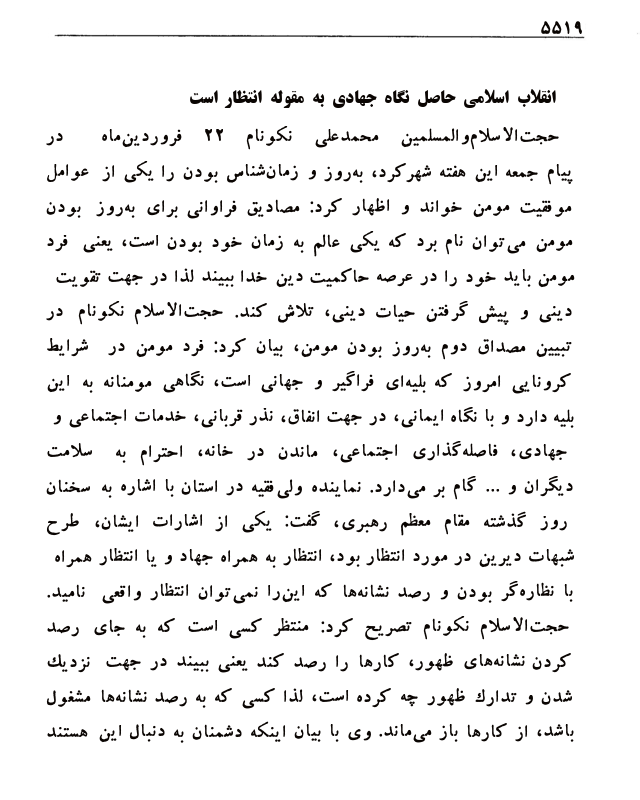 ۵۵۱۹
انقلاب اسلامی حاصل نگاه جهادی به مقوله انتظار است
حجت‌الاسلام‌والمسلمین محمدعلی نکونام ۲۲ فروردین‌ماه در
پیام جمعه این هفته شهرکرد، به‌روز و زمان‌شناس بودن را یکی از عوامل
موفقیت مومن خواند و اظهار کرد: مصادیق فراوانی برای به‌روز بودن
مومن می‌توان نام برد که یکی عالم به زمان خود بودن است، یعنی فرد
مومن باید خود را در عرصه حاکمیت دین خدا ببیند لذا در جهت تقویت
دینی و پیش گرفتن حیات دینی، تلاش کند. حجت‌الاسلام نکونام در
تبیین مصداق دوم به‌روز بودن مومن، بیان کرد: فرد مومن در شرایط
کرونایی امروز که بلیه‌ای فراگیر و جهانی است، نگاهی مومنانه به این
بلیه دارد و با نگاه ایمانی، در جهت انفاق، نذر قربانی، خدمات اجتماعی و
جهادی، فاصله‌گذاری اجتماعی، ماندن در خانه، احترام به سلامت
دیگران و ... گام بر می‌دارد. نماینده ولی‌فقیه در استان با اشاره به سخنان
روز گذشته مقام معظم رهبری، گفت: یکی از اشارات ایشان، طرح
شبهات دیرین در مورد انتظار بود، انتظار به همراه جهاد و یا انتظار همراه
با نظاره‌گر بودن و رصد نشانه‌ها که این‌را نمی‌توان انتظار واقعی نامید.
حجت‌الاسلام نکونام تصریح کرد: منتظر کسی است که به جای رصد
کردن نشانه‌های ظهور، کارها را رصد کند یعنی ببیند در جهت نزدیك
شدن و تدارك ظهور چه کرده است، لذا کسی که به رصد نشانه‌ها مشغول
باشد، از کارها باز می‌ماند. وی با بیان اینکه دشمنان به دنبال این هستند